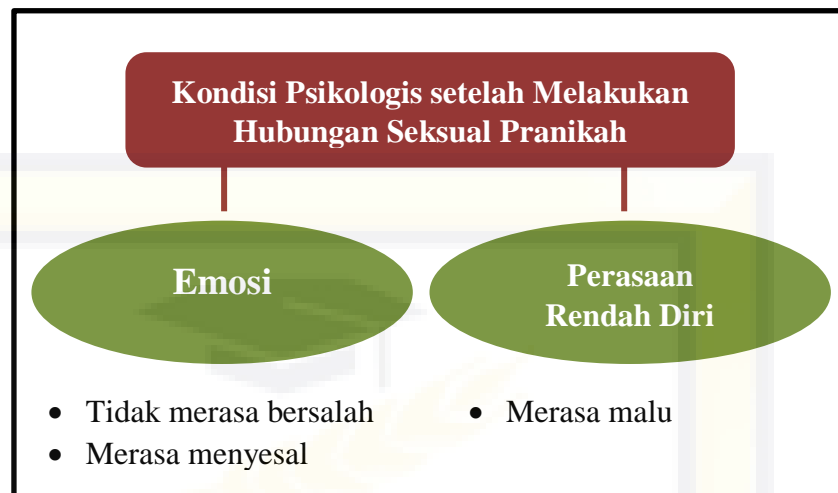 Kondisi Psikologis setelah Melakukan
Hubungan Seksual Pranikah
Emosi
Perasaan
Rendah Diri
• Tidak merasa bersalah
• Merasa menyesal
• Merasa malu